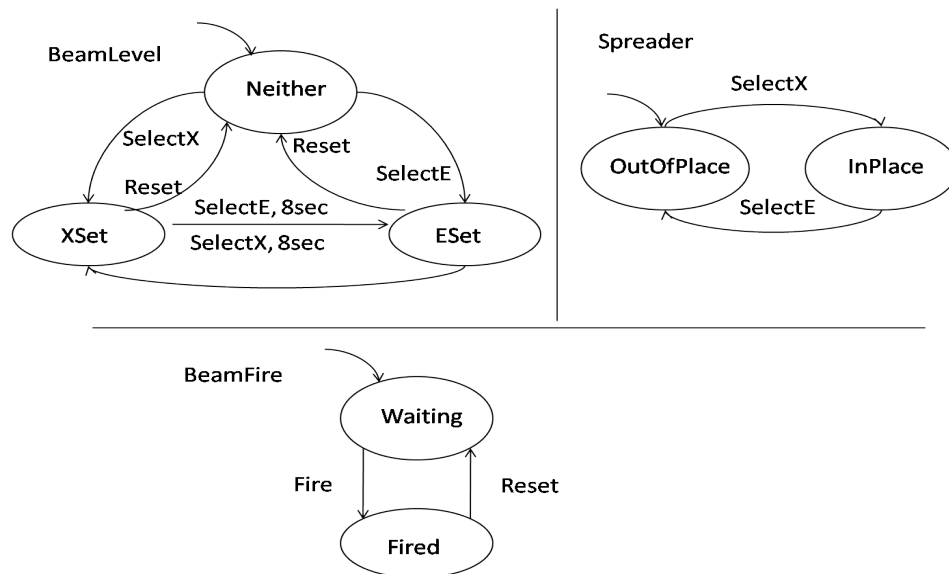 BeamLevel
Neither
SelectX
Reset
Reset
SelectE
SelectE, 8sec
SelectX, 8sec
XSet
ESet
Spreader
SelectX
OutOfPlace
InPlace
SelectE
BeamFire
Waiting
Fire
Reset
Fired